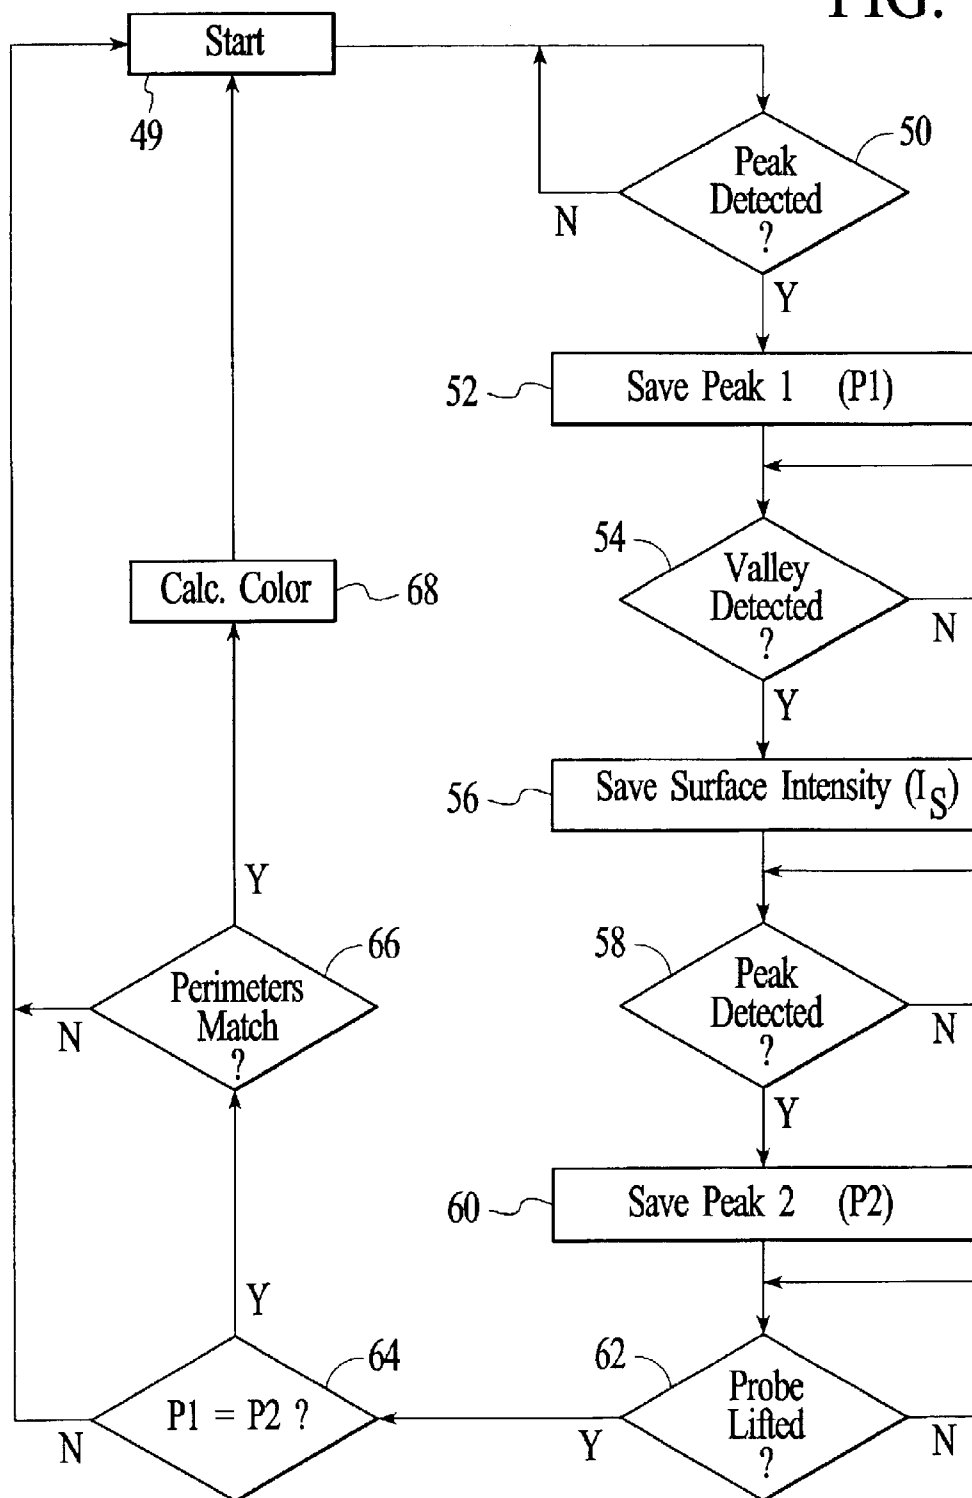 FIG.
Start
49
50
Peak
Detected
?
N
Y
52
Save Peak 1 (P1)
54
Valley
Detected
?
N
Y
Calc. Color
68
56
Save Surface Intensity (IS)
Y
66
Perimeters
Match
?
N
58
Peak
Detected
?
N
Y
60
Save Peak 2 (P2)
Y
64
P1 = P2 ?
N
62
Probe
Lifted
?
Y
N